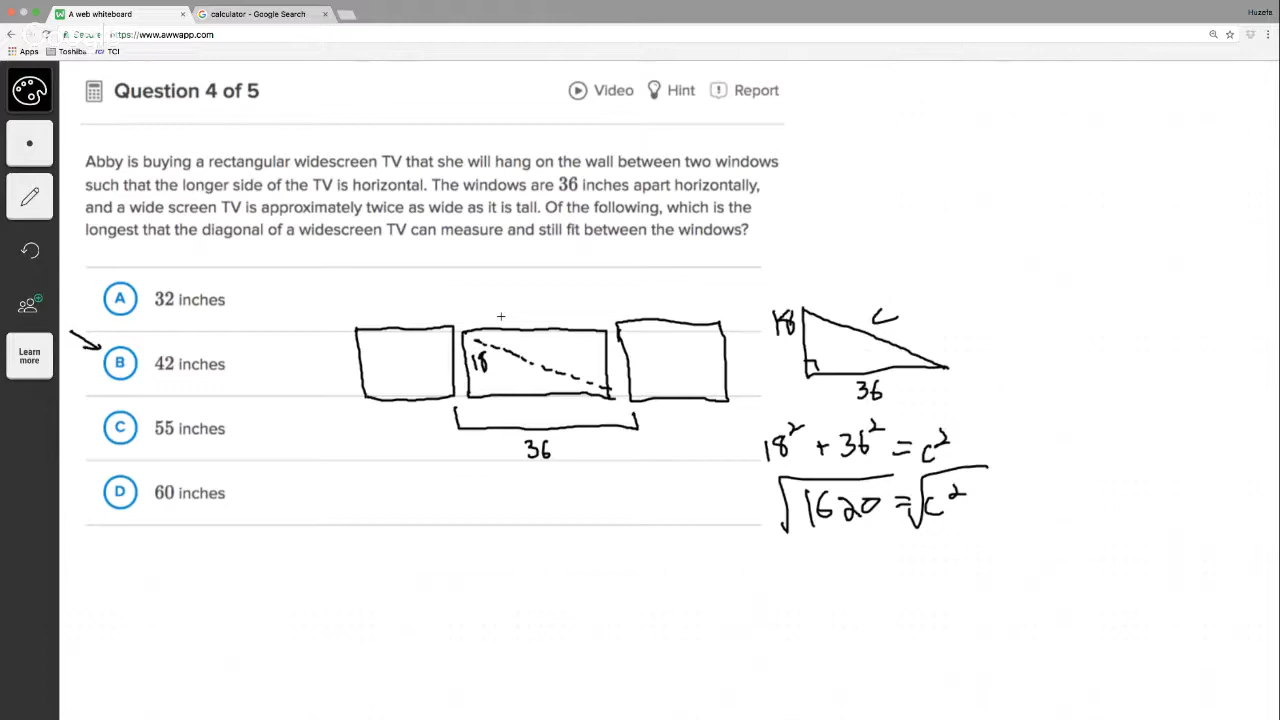 A web whiteboard
calculator - Google Search
Huzefa
Secure https://www.awwapp.com
Apps Toshiba TCI
Question 4 of 5
Video Hint Report
Abby is buying a rectangular widescreen TV that she will hang on the wall between two windows
such that the longer side of the TV is horizontal. The windows are 36 inches apart horizontally,
and a wide screen TV is approximately twice as wide as it is tall. Of the following, which is the
longest that the diagonal of a widescreen TV can measure and still fit between the windows?
A 32 inches
B 42 inches
C 55 inches
D 60 inches
Learn
more
18
36
18 c
36
18² + 36² = c²
√1620 = √c²